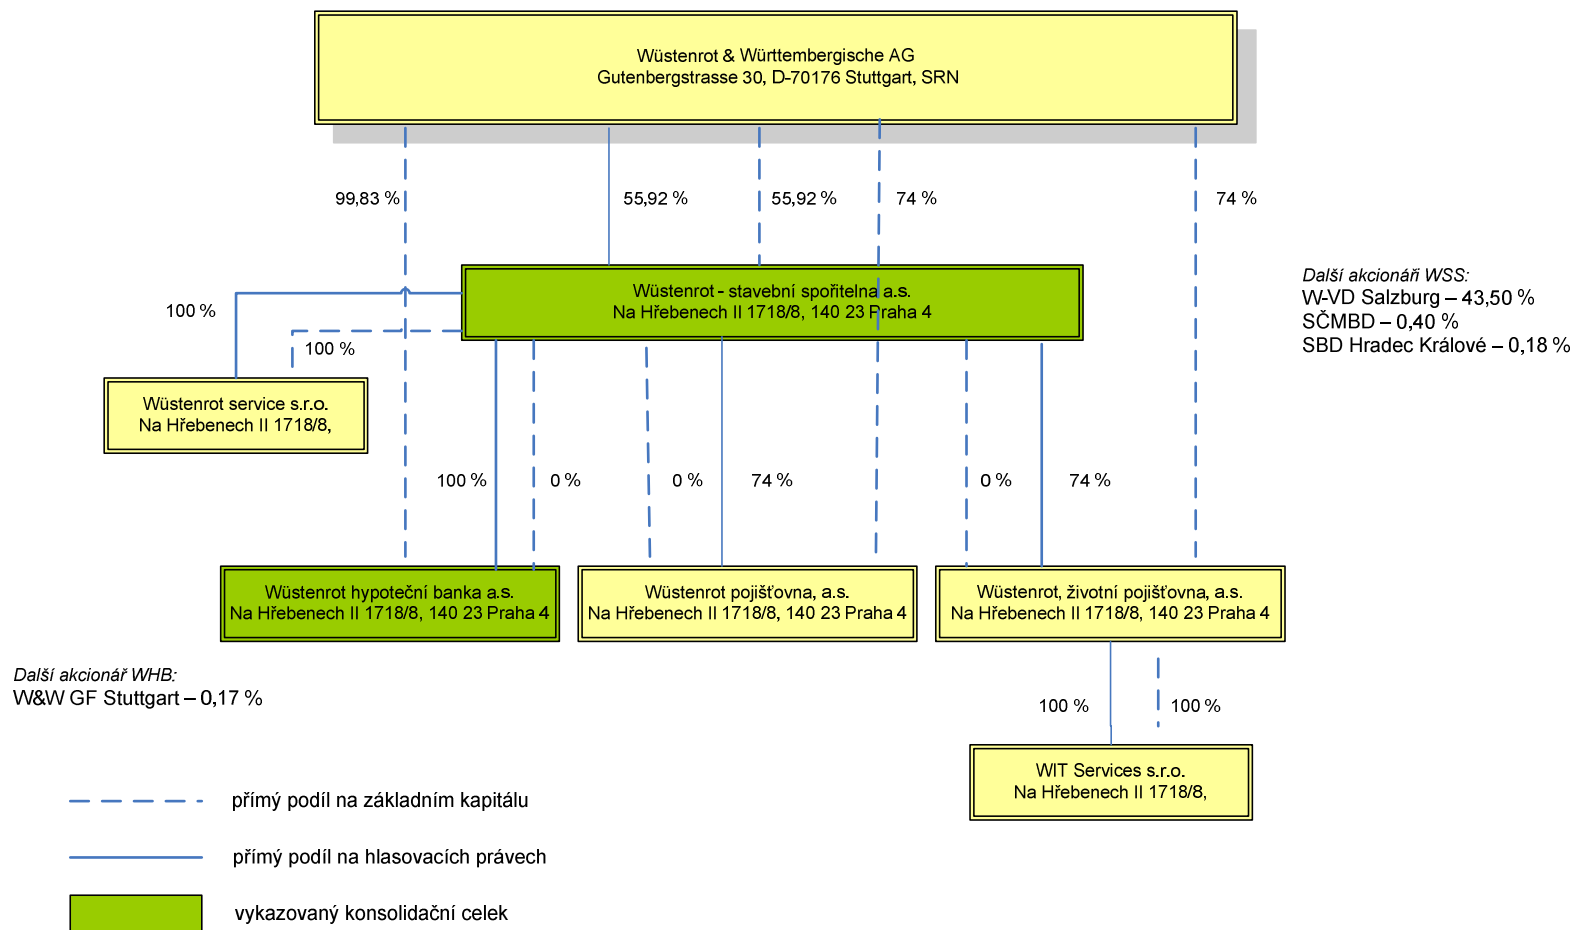 Wüstenrot & Württembergische AG
Gutenbergstrasse 30, D-70176 Stuttgart, SRN
99,83 %
55,92 %
55,92 %
74 %
74 %
Wüstenrot - stavební spořitelna a.s.
Na Hřebenech II 1718/8, 140 23 Praha 4
Další akcionáři WSS:
W-VD Salzburg – 43,50 %
SČMBD – 0,40 %
SBD Hradec Králové – 0,18 %
100 %
100 %
Wüstenrot service s.r.o.
Na Hřebenech II 1718/8,
100 %
0 %
0 %
74 %
0 %
74 %
Wüstenrot hypoteční banka a.s.
Na Hřebenech II 1718/8, 140 23 Praha 4
Wüstenrot pojišťovna, a.s.
Na Hřebenech II 1718/8, 140 23 Praha 4
Wüstenrot, životní pojišťovna, a.s.
Na Hřebenech II 1718/8, 140 23 Praha 4
Další akcionář WHB:
W&W GF Stuttgart – 0,17 %
100 %
100 %
WIT Services s.r.o.
Na Hřebenech II 1718/8,
přímý podíl na základním kapitálu
přímý podíl na hlasovacích právech
vykazovaný konsolidační celek